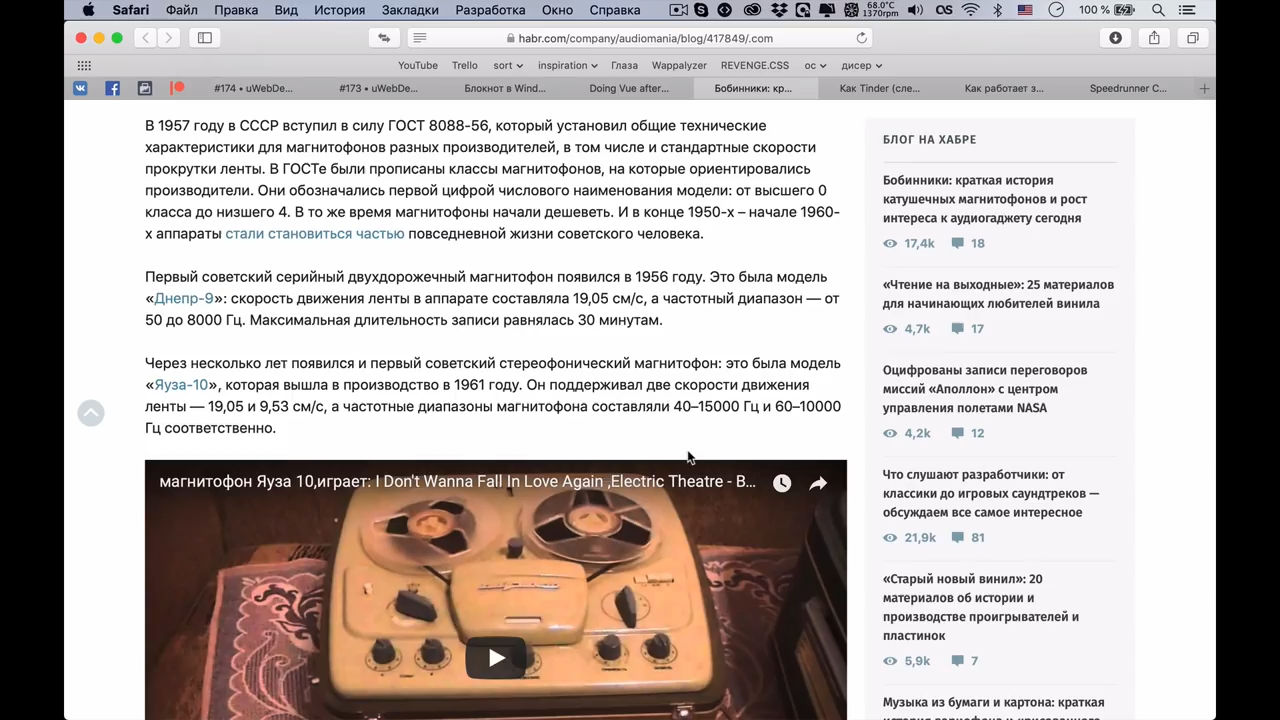 Safari Файл Правка Вид История Закладки Разработка Окно Справка 68.0°C 1370rpm 100 %
habr.com/company/audiomania/blog/417849/.com
YouTube Trello sort inspiration Глаза Wappalyzer REVENGE.CSS ос дисер
#174 • uWebDe... #173 • uWebDe... Блокнот в Wind... Doing Vue after... Бобинники: кр... Как Tinder (сле... Как работает з... Speedrunner C...
В 1957 году в СССР вступил в силу ГОСТ 8088-56, который установил общие технические
характеристики для магнитофонов разных производителей, в том числе и стандартные скорости
прокрутки ленты. В ГОСТе были прописаны классы магнитофонов, на которые ориентировались
производители. Они обозначались первой цифрой числового наименования модели: от высшего 0
класса до низшего 4. В то же время магнитофоны начали дешеветь. И в конце 1950-х – начале 1960-
х аппараты стали становиться частью повседневной жизни советского человека.
Первый советский серийный двухдорожечный магнитофон появился в 1956 году. Это была модель
«Днепр-9»: скорость движения ленты в аппарате составляла 19,05 см/с, а частотный диапазон — от
50 до 8000 Гц. Максимальная длительность записи равнялась 30 минутам.
Через несколько лет появился и первый советский стереофонический магнитофон: это была модель
«Яуза-10», которая вышла в производство в 1961 году. Он поддерживал две скорости движения
ленты — 19,05 и 9,53 см/с, а частотные диапазоны магнитофона составляли 40–15000 Гц и 60–10000
Гц соответственно.
магнитофон Яуза 10,играет: I Don't Wanna Fall In Love Again ,Electric Theatre - B...
БЛОГ НА ХАБРЕ
Бобинники: краткая история
катушечных магнитофонов и рост
интереса к аудиогаджету сегодня
17,4k 18
«Чтение на выходные»: 25 материалов
для начинающих любителей винила
4,7k 17
Оцифрованы записи переговоров
миссий «Аполлон» с центром
управления полетами NASA
4,2k 12
Что слушают разработчики: от
классики до игровых саундтреков —
обсуждаем все самое интересное
21,9k 81
«Старый новый винил»: 20
материалов об истории и
производстве проигрывателей и
пластинок
5,9k 7
Музыка из бумаги и картона: краткая